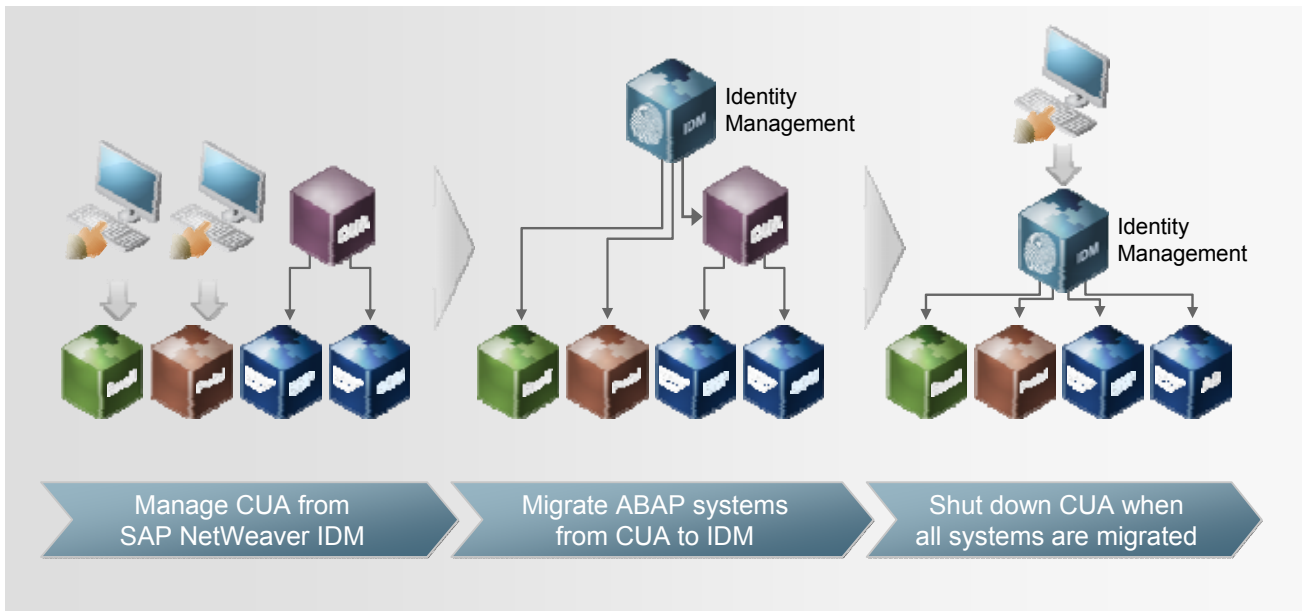 Identity
Management
IDM
CUA
Identity
Management
IDM
Manage CUA from
SAP NetWeaver IDM
Migrate ABAP systems
from CUA to IDM
Shut down CUA when
all systems are migrated